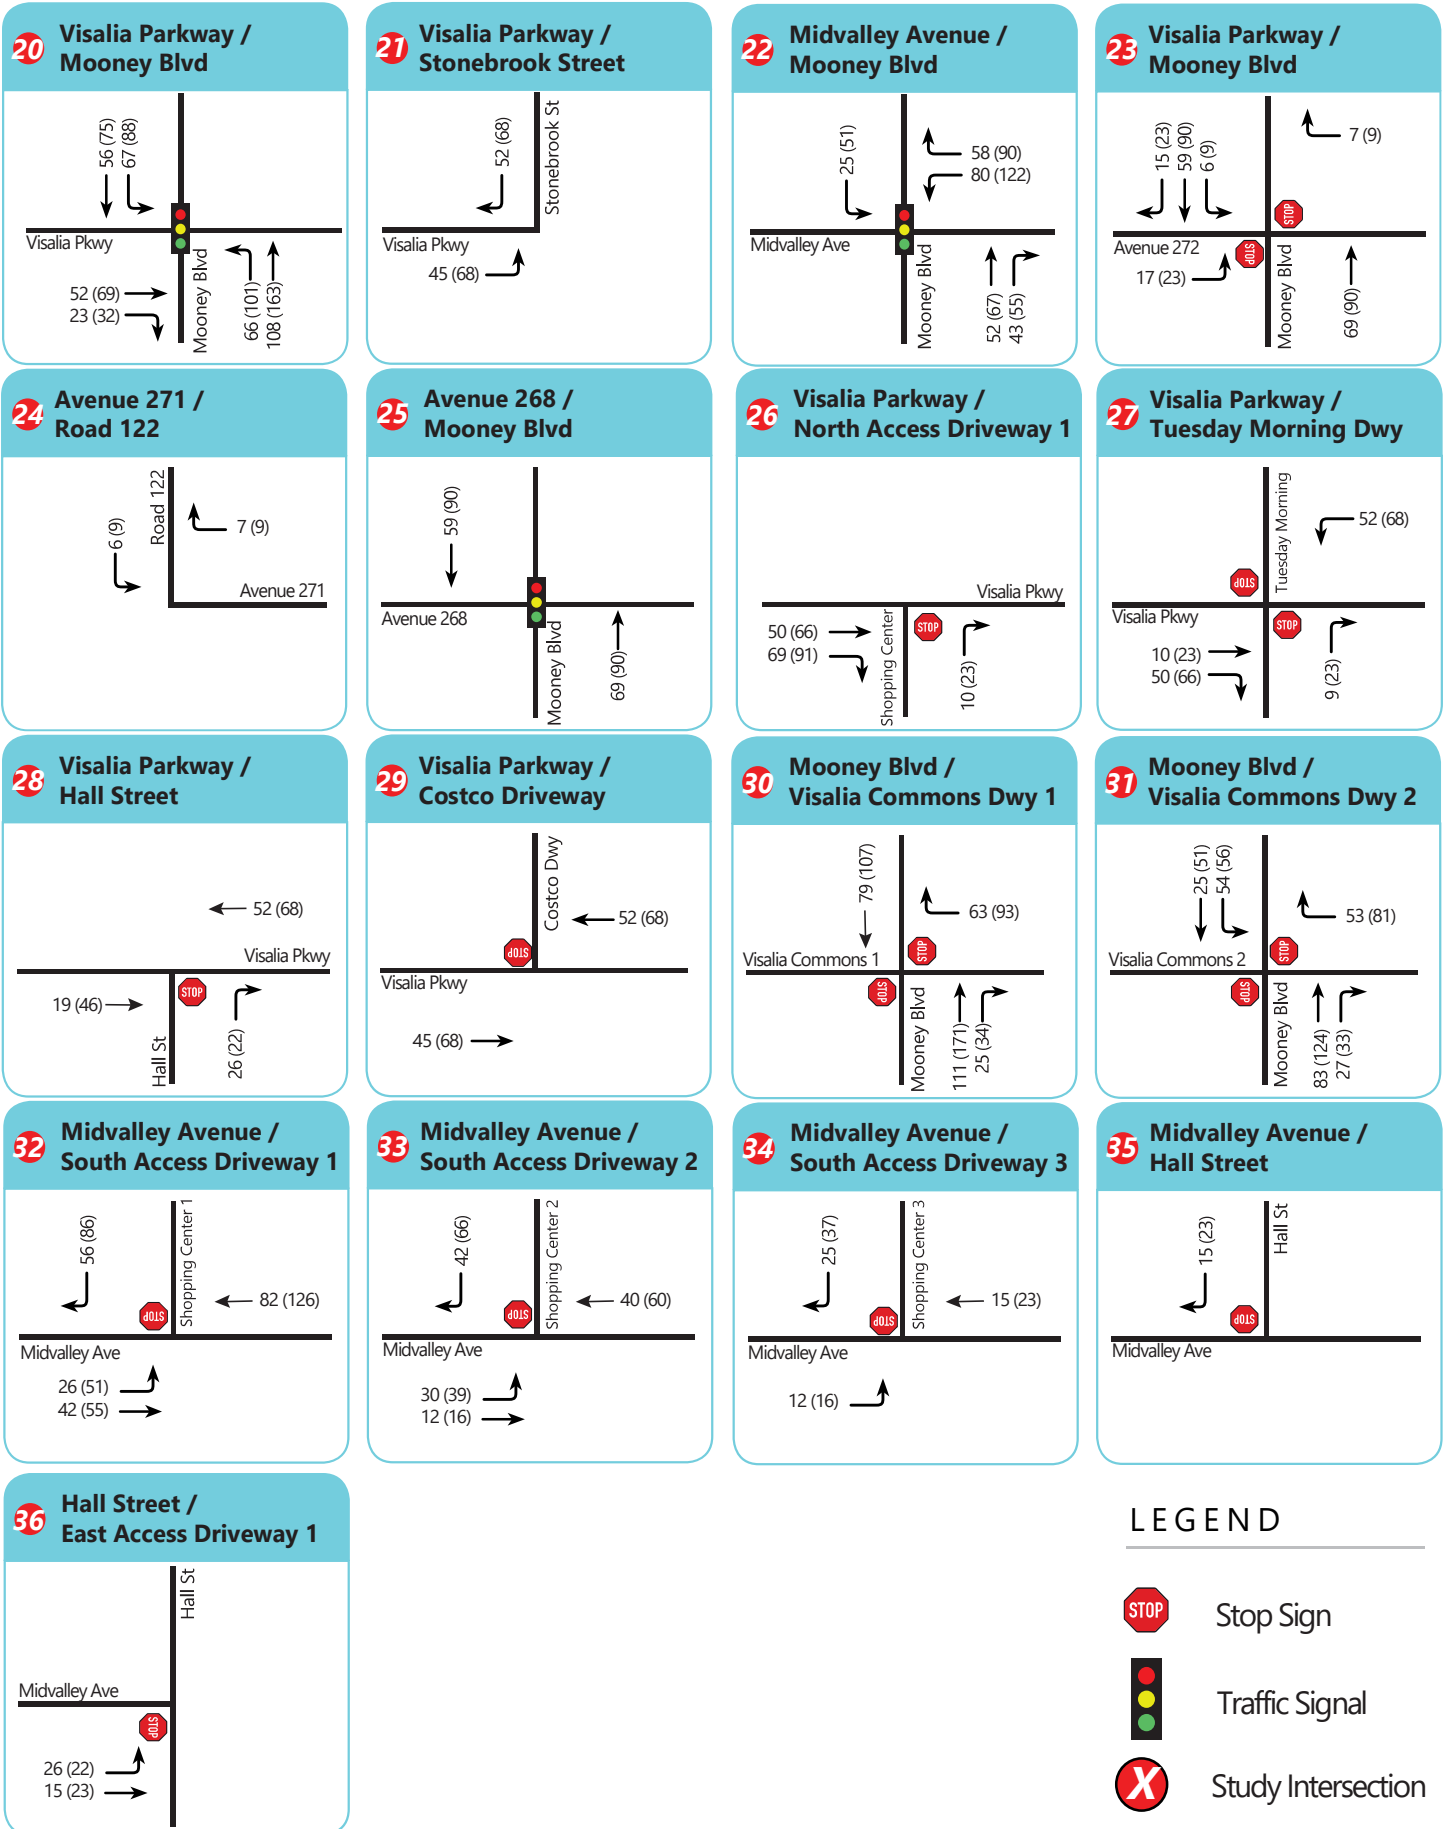 20
Visalia Parkway /
Mooney Blvd
56 (75)
67 (88)
Visalia Pkwy
Mooney Blvd
52 (69)
23 (32)
66 (101)
108 (163)
21
Visalia Parkway /
Stonebrook Street
52 (68)
Stonebrook St
Visalia Pkwy
45 (68)
22
Midvalley Avenue /
Mooney Blvd
25 (51)
58 (90)
80 (122)
Midvalley Ave
Mooney Blvd
52 (67)
43 (55)
23
Visalia Parkway /
Mooney Blvd
15 (23)
59 (90)
6 (9)
7 (9)
STOP
Avenue 272
STOP
17 (23)
Mooney Blvd
69 (90)
24
Avenue 271 /
Road 122
6 (9)
Road 122
7 (9)
Avenue 271
25
Avenue 268 /
Mooney Blvd
59 (90)
Avenue 268
Mooney Blvd
69 (90)
26
Visalia Parkway /
North Access Driveway 1
Visalia Pkwy
50 (66)
69 (91)
Shopping Center
STOP
10 (23)
27
Visalia Parkway /
Tuesday Morning Dwy
Tuesday Morning
52 (68)
STOP
Visalia Pkwy
STOP
10 (23)
50 (66)
9 (23)
28
Visalia Parkway /
Hall Street
52 (68)
Visalia Pkwy
19 (46)
STOP
Hall St
26 (22)
29
Visalia Parkway /
Costco Driveway
Costco Dwy
52 (68)
STOP
Visalia Pkwy
45 (68)
30
Mooney Blvd /
Visalia Commons Dwy 1
79 (107)
63 (93)
STOP
Visalia Commons 1
STOP
Mooney Blvd
111 (171)
25 (34)
31
Mooney Blvd /
Visalia Commons Dwy 2
25 (51)
54 (56)
53 (81)
STOP
Visalia Commons 2
STOP
Mooney Blvd
83 (124)
27 (33)
32
Midvalley Avenue /
South Access Driveway 1
56 (86)
Shopping Center 1
82 (126)
STOP
Midvalley Ave
26 (51)
42 (55)
33
Midvalley Avenue /
South Access Driveway 2
42 (66)
Shopping Center 2
40 (60)
STOP
Midvalley Ave
30 (39)
12 (16)
34
Midvalley Avenue /
South Access Driveway 3
25 (37)
Shopping Center 3
15 (23)
STOP
Midvalley Ave
12 (16)
35
Midvalley Avenue /
Hall Street
15 (23)
Hall St
STOP
Midvalley Ave
36
Hall Street /
East Access Driveway 1
Hall St
Midvalley Ave
STOP
26 (22)
15 (23)
LEGEND
STOP
Stop Sign
Traffic Signal
X
Study Intersection